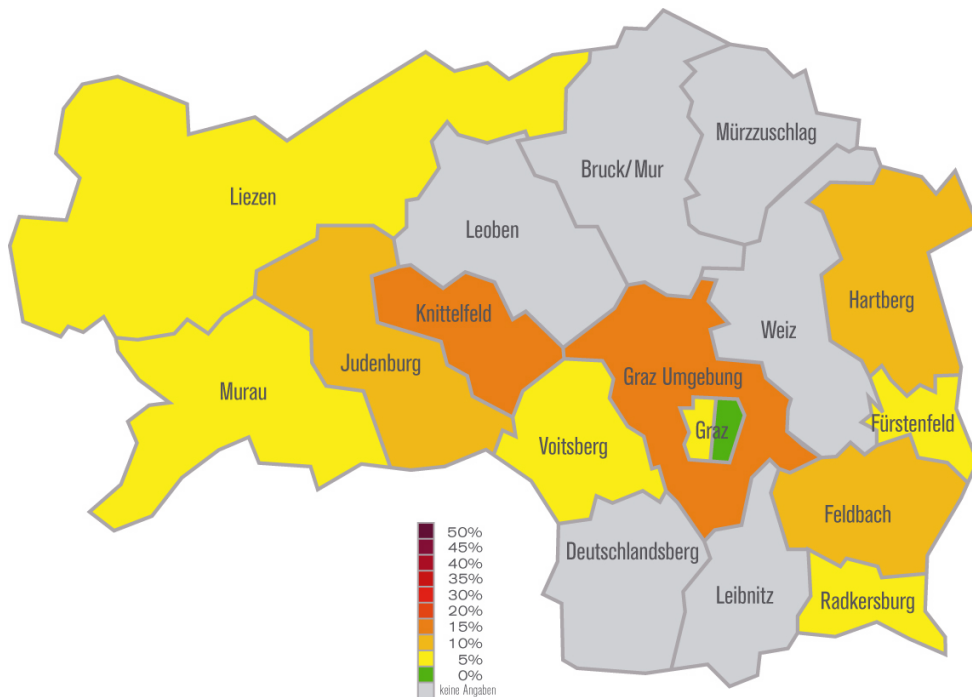 Mürzzuschlag
Bruck/Mur
Liezen
Leoben
Hartberg
Knittelfeld
Weiz
Judenburg
Graz Umgebung
Murau
Fürstenfeld
Graz
Voitsberg
Feldbach
Deutschlandsberg
Leibnitz
Radkersburg
50%
45%
40%
35%
30%
20%
15%
10%
5%
0%
keine Angaben